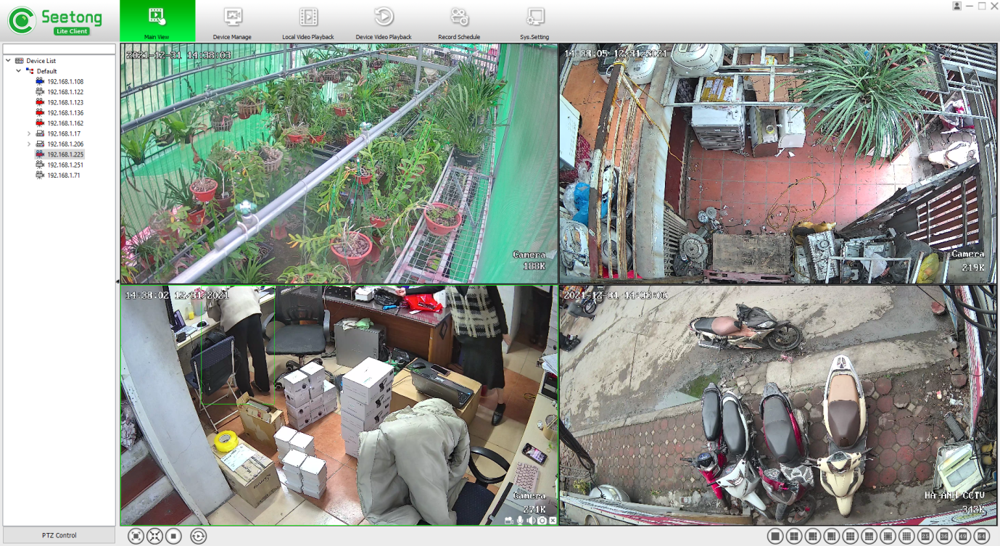 Seetong
Lite Client
Main View
Device Manage
Local Video Playback
Device Video Playback
Record Schedule
Sys.Setting
Device List
Default
192.168.1.108
192.168.1.122
192.168.1.123
192.168.1.136
192.168.1.162
192.168.1.17
192.168.1.206
192.168.1.225
192.168.1.251
192.168.1.71
PTZ Control
2021-12-31 14:38:03
Camera
188K
14:38:05 12/31/2021
Camera
219K
14:38:02 12/31/2021
Camera
271K
2021-12-31 14:38:06
HA ANH CCTV
342K
25
36
49
64